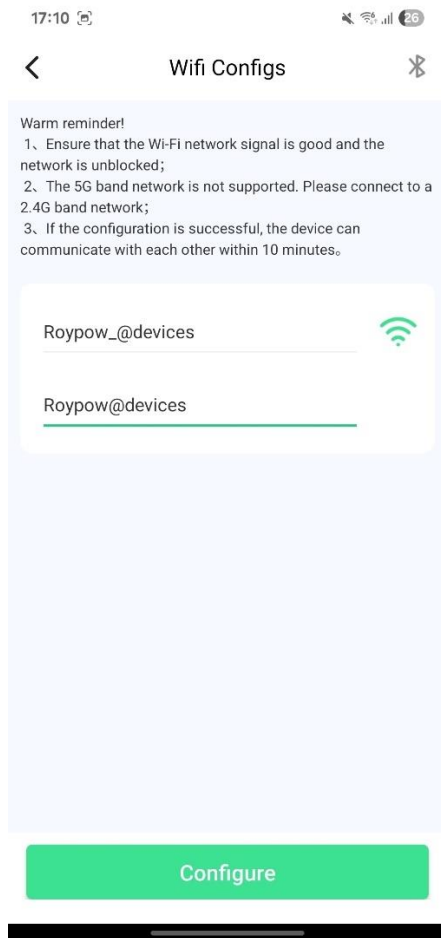 17:10 26
Wifi Configs
Warm reminder!
1、Ensure that the Wi-Fi network signal is good and the
network is unblocked；
2、The 5G band network is not supported. Please connect to a
2.4G band network；
3、If the configuration is successful, the device can
communicate with each other within 10 minutes。
Roypow_@devices
Roypow@devices
Configure